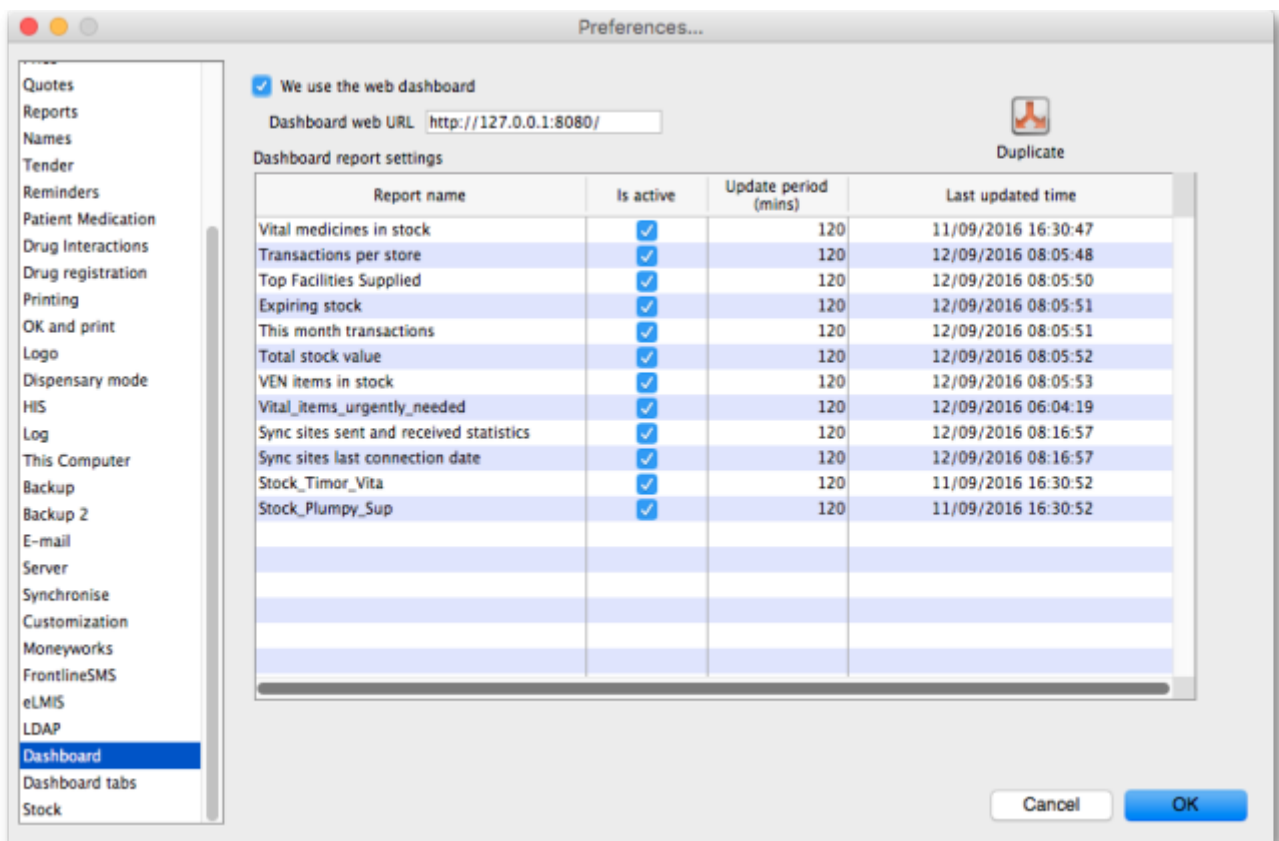 Preferences...
Quotes
Reports
Names
Tender
Reminders
Patient Medication
Drug Interactions
Drug registration
Printing
OK and print
Logo
Dispensary mode
HIS
Log
This Computer
Backup
Backup 2
E-mail
Server
Synchronise
Customization
Moneyworks
FrontlineSMS
eLMIS
LDAP
Dashboard
Dashboard tabs
Stock
We use the web dashboard
Dashboard web URL http://127.0.0.1:8080/
Duplicate
Dashboard report settings
Report name Is active Update period (mins) Last updated time
Vital medicines in stock 120 11/09/2016 16:30:47
Transactions per store 120 12/09/2016 08:05:48
Top Facilities Supplied 120 12/09/2016 08:05:50
Expiring stock 120 12/09/2016 08:05:51
This month transactions 120 12/09/2016 08:05:51
Total stock value 120 12/09/2016 08:05:52
VEN items in stock 120 12/09/2016 08:05:53
Vital_items_urgently_needed 120 12/09/2016 06:04:19
Sync sites sent and received statistics 120 12/09/2016 08:16:57
Sync sites last connection date 120 12/09/2016 08:16:57
Stock_Timor_Vita 120 11/09/2016 16:30:52
Stock_Plumpy_Sup 120 11/09/2016 16:30:52
Cancel OK